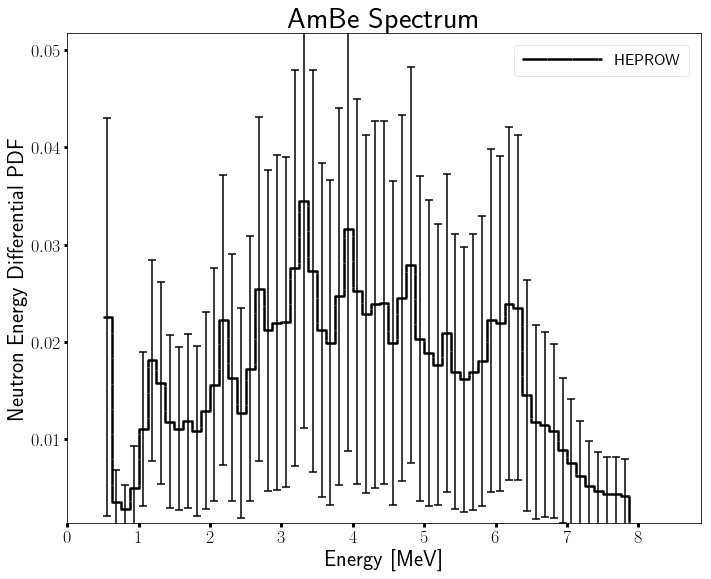 AmBe Spectrum
HEPROW
Neutron Energy Differential PDF
0.05
0.04
0.03
0.02
0.01
0 1 2 3 4 5 6 7 8
Energy [MeV]